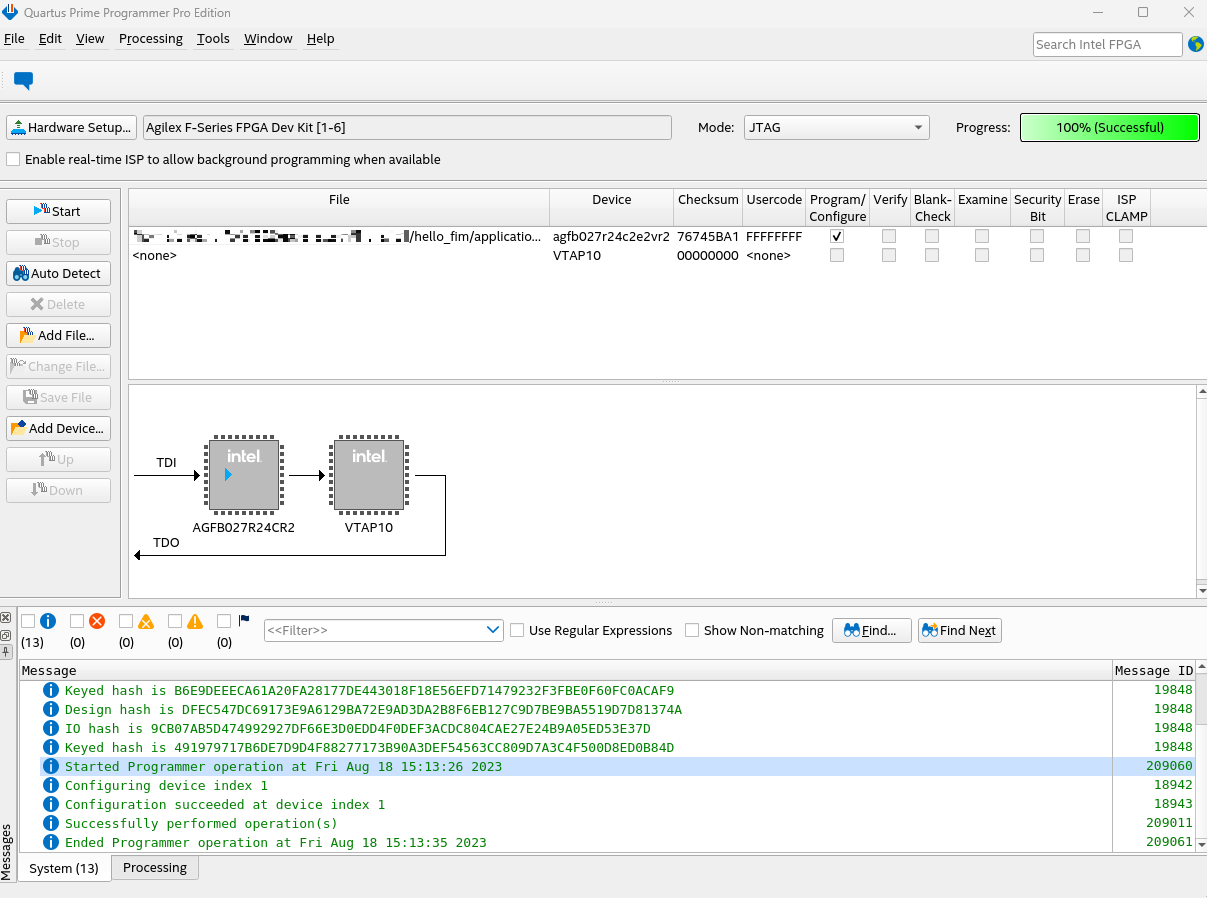 Quartus Prime Programmer Pro Edition
File Edit View Processing Tools Window Help
Search Intel FPGA
Hardware Setup... Agilex F-Series FPGA Dev Kit [1-6] Mode: JTAG Progress: 100% (Successful)
Enable real-time ISP to allow background programming when available
Start
Stop
Auto Detect
Delete
Add File...
Change File...
Save File
Add Device...
Up
Down
File Device Checksum Usercode Program/ Configure Verify Blank- Check Examine Security Bit Erase ISP CLAMP
/hello_fim/applicatio... agfb027r24c2e2vr2 76745BA1 FFFFFFFF
<none> VTAP10 00000000 <none>
intel intel
TDI
AGFB027R24CR2 VTAP10
TDO
(13) (0) (0) (0) (0) <<Filter>> Use Regular Expressions Show Non-matching Find... Find Next
Message Message ID
Keyed hash is B6E9DEEECA61A20FA28177DE443018F18E56EFD71479232F3FBE0F60FC0ACAF9 19848
Design hash is DFEC547DC69173E9A6129BA72E9AD3DA2B8F6EB127C9D7BE9BA5519D7D81374A 19848
IO hash is 9CB07AB5D474992927DF66E3D0EDD4F0DEF3ACDC804CAE27E24B9A05ED53E37D 19848
Keyed hash is 491979717B6DE7D9D4F88277173B90A3DEF54563CC809D7A3C4F500D8ED0B84D 19848
Started Programmer operation at Fri Aug 18 15:13:26 2023 209060
Configuring device index 1 18942
Configuration succeeded at device index 1 18943
Successfully performed operation(s) 209011
Ended Programmer operation at Fri Aug 18 15:13:35 2023 209061
Messages
System (13) Processing